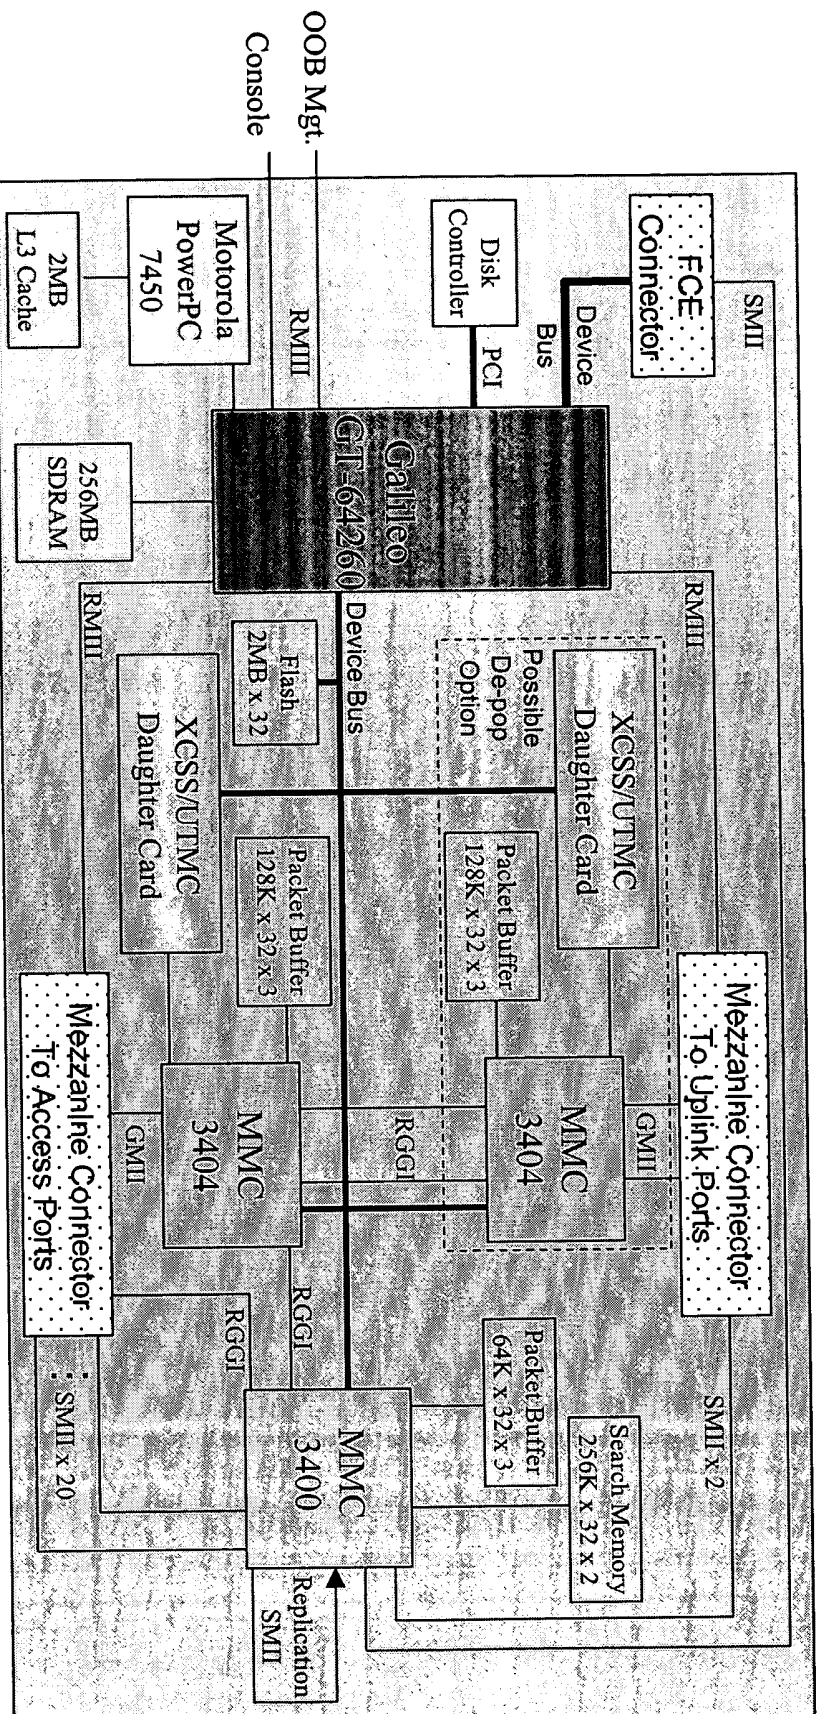 OOB Mgt.
Console
FCE
Connector
SMII
Device
Bus
Disk
Controller
PCI
RMIII
Motorola
PowerPC
7450
2MB
L3 Cache
Galileo
GT-64260
256MB
SDRAM
RMIII
RMIII
Device Bus
Flash
2MB x 32
Possible
De-pop
Option
XCSS/UTMC
Daughter Card
XCSS/UTMC
Daughter Card
Packet Buffer
128K x 32 x 3
Packet Buffer
128K x 32 x 3
Mezzanine Connector
To Uplink Ports
GMII
MMC
3404
RGGI
MMC
3404
GMII
Mezzanine Connector
To Access Ports
RGGI
RGGI
SMII x 2
Packet Buffer
64K x 32 x 3
Search Memory
256K x 32 x 2
MMC
3400
SMII x 20
Replication
SMII